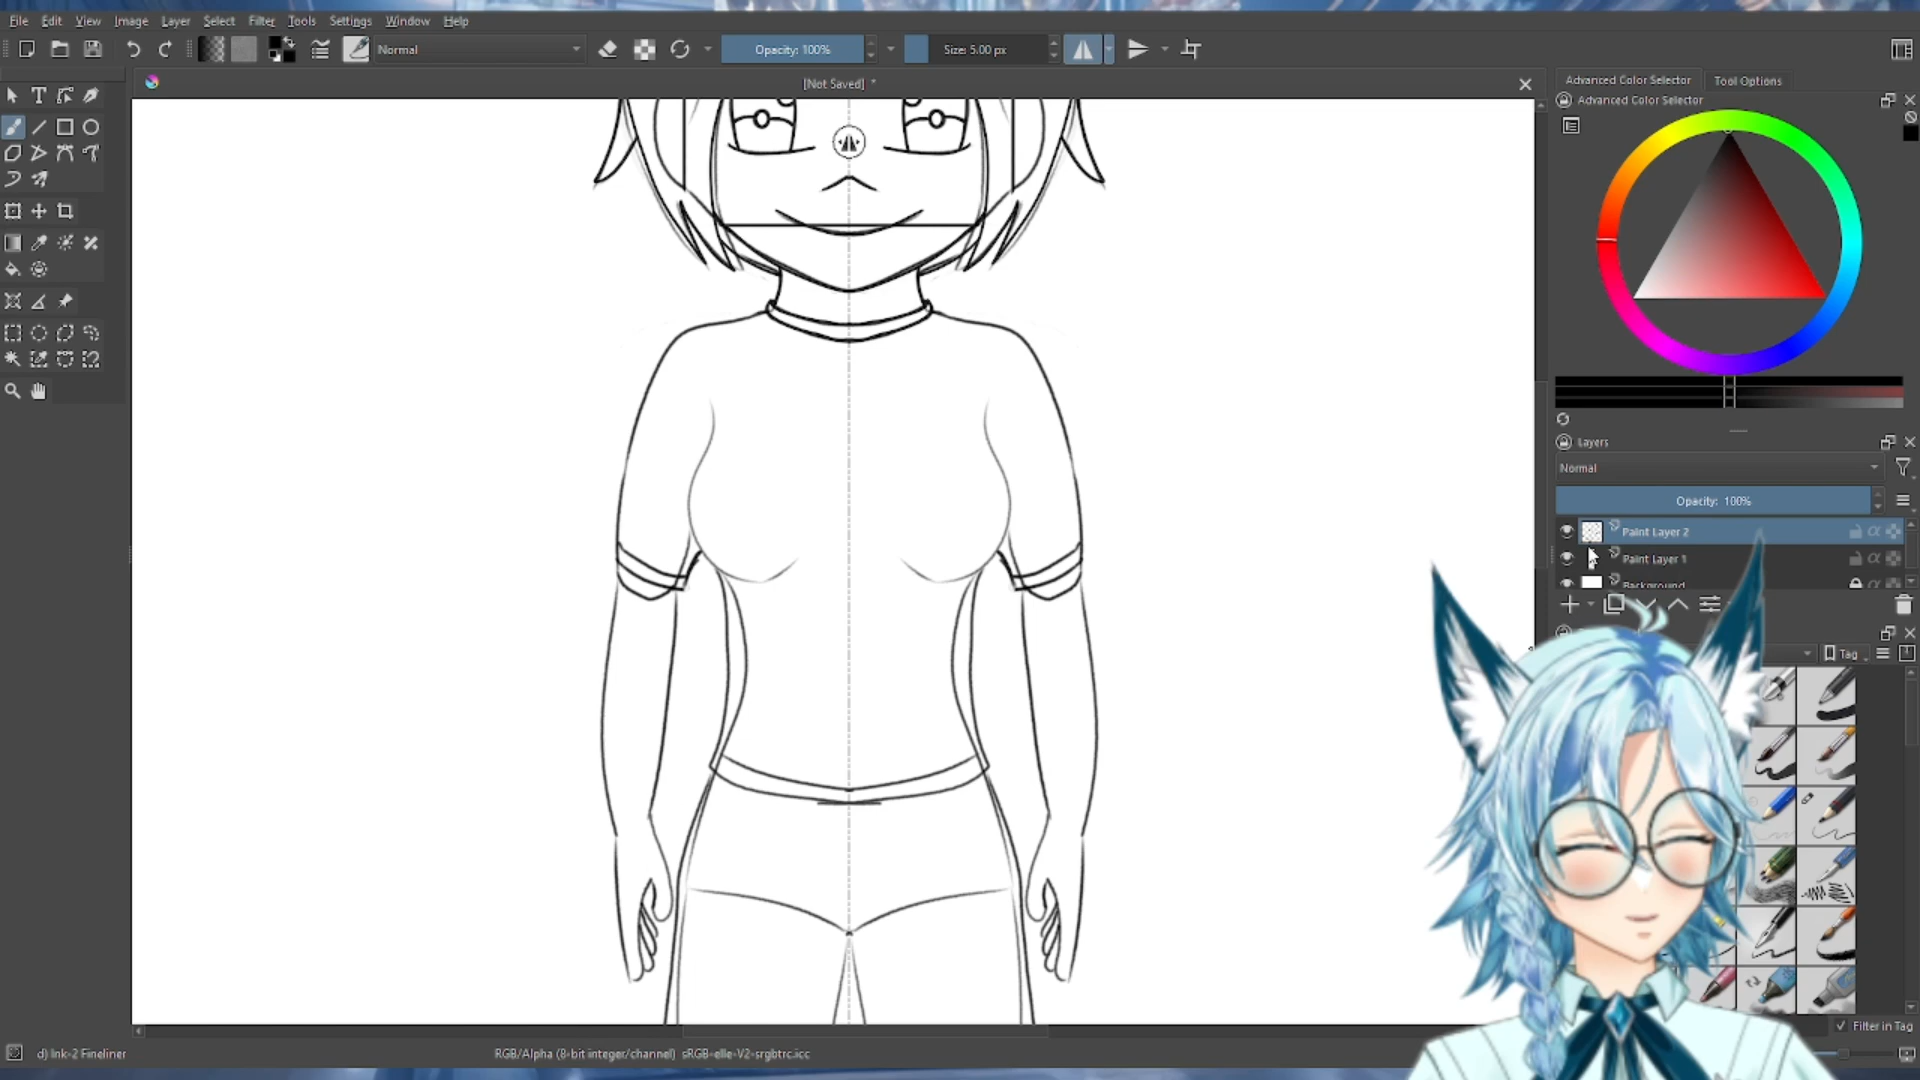 File Edit View Image Layer Select Filter Tools Settings Window Help
Normal
Opacity: 100%
Size: 5.00 px
[Not Saved] *
Advanced Color Selector
Tool Options
Advanced Color Selector
Layers
Normal
Opacity: 100%
Paint Layer 2
Paint Layer 1
Background
Tag
Filter in Tag
d) Ink-2 Fineliner
RGB/Alpha (8-bit integer/channel) sRGB-elle-V2-srgbtrc.icc